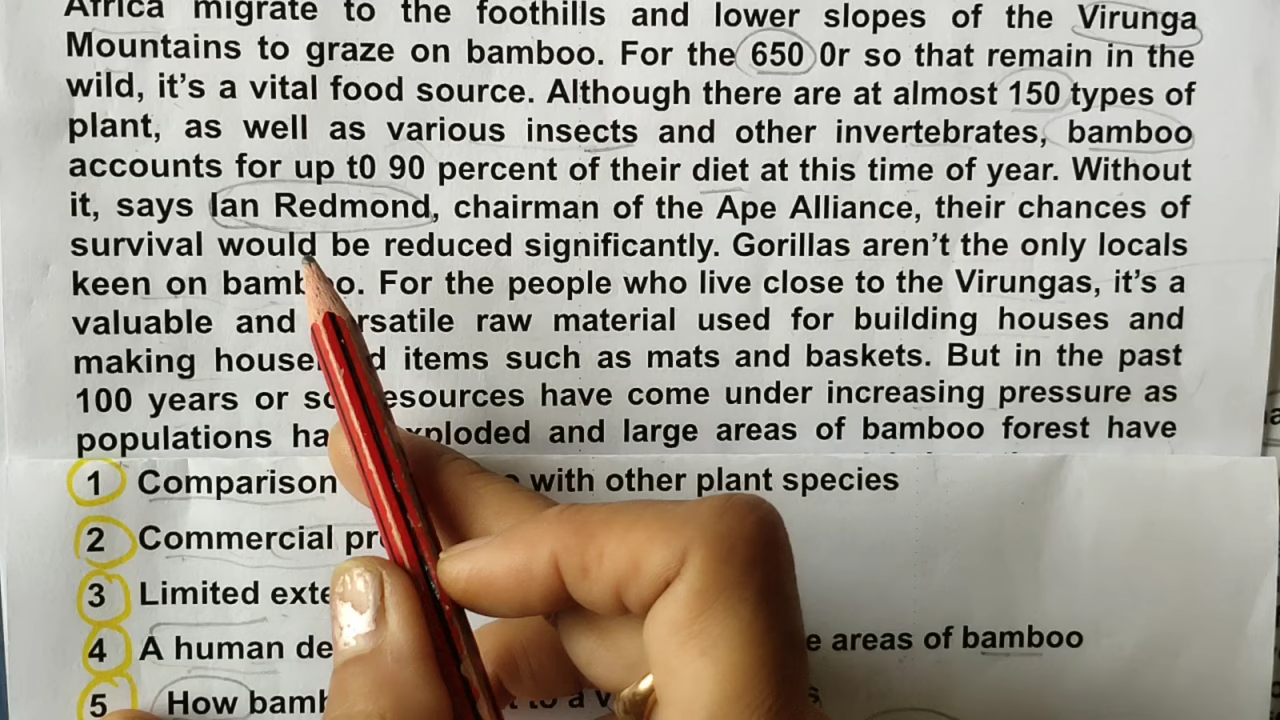 Africa migrate to the foothills and lower slopes of the Virunga
Mountains to graze on bamboo. For the 650 0r so that remain in the
wild, it's a vital food source. Although there are at almost 150 types of
plant, as well as various insects and other invertebrates, bamboo
accounts for up t0 90 percent of their diet at this time of year. Without
it, says Ian Redmond, chairman of the Ape Alliance, their chances of
survival would be reduced significantly. Gorillas aren't the only locals
keen on bamboo. For the people who live close to the Virungas, it's a
valuable and versatile raw material used for building houses and
making household items such as mats and baskets. But in the past
100 years or so resources have come under increasing pressure as
populations have exploded and large areas of bamboo forest have
1 Comparison with other plant species
2 Commercial
3 Limited
4 A human areas of bamboo
5 How to a